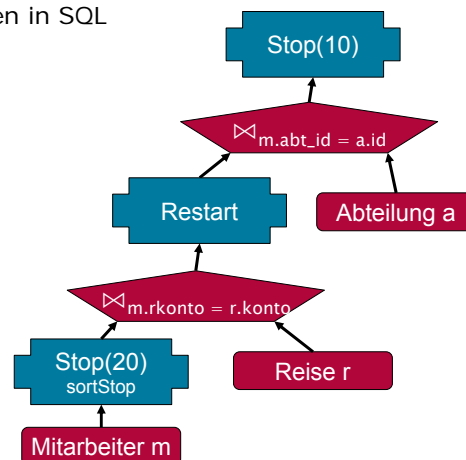 en in SQL
Stop(10)
⋈m.abt_id = a.id
Restart
Abteilung a
⋈m.rkonto = r.konto
Stop(20)
sortStop
Reise r
Mitarbeiter m